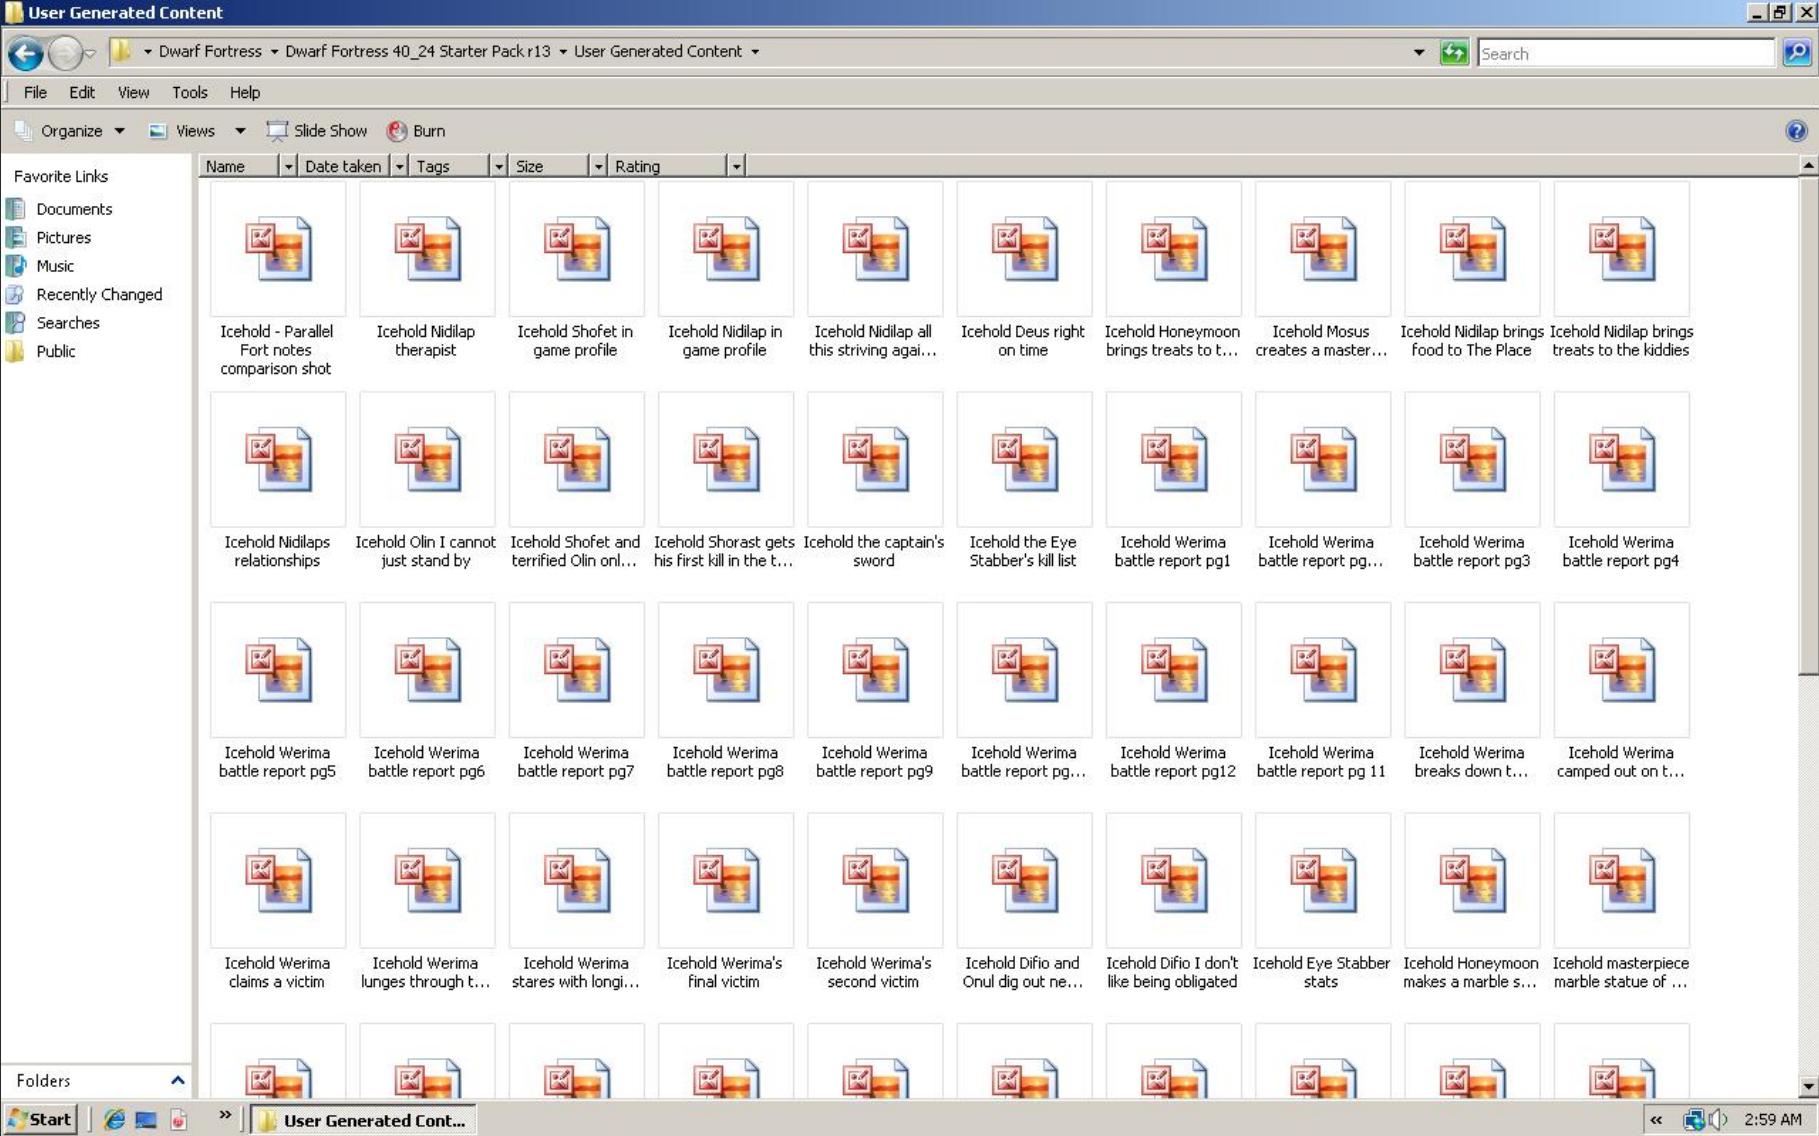 User Generated Content
Dwarf Fortress
Dwarf Fortress 40_24 Starter Pack r13
User Generated Content
Search
File Edit View Tools Help
Organize Views Slide Show Burn
Favorite Links
Documents
Pictures
Music
Recently Changed
Searches
Public
Folders
Name Date taken Tags Size Rating
Icehold - Parallel
Fort notes
comparison shot
Icehold Nidilap
therapist
Icehold Shofet in
game profile
Icehold Nidilap in
game profile
Icehold Nidilap all
this striving agai...
Icehold Deus right
on time
Icehold Honeymoon
brings treats to t...
Icehold Mosus
creates a master...
Icehold Nidilap brings
food to The Place
Icehold Nidilap brings
treats to the kiddies
Icehold Nidilaps
relationships
Icehold Olin I cannot
just stand by
Icehold Shofet and
terrified Olin onl...
Icehold Shorast gets
his first kill in the t...
Icehold the captain's
sword
Icehold the Eye
Stabber's kill list
Icehold Werima
battle report pg1
Icehold Werima
battle report pg...
Icehold Werima
battle report pg3
Icehold Werima
battle report pg4
Icehold Werima
battle report pg5
Icehold Werima
battle report pg6
Icehold Werima
battle report pg7
Icehold Werima
battle report pg8
Icehold Werima
battle report pg9
Icehold Werima
battle report pg...
Icehold Werima
battle report pg12
Icehold Werima
battle report pg 11
Icehold Werima
breaks down t...
Icehold Werima
camped out on t...
Icehold Werima
claims a victim
Icehold Werima
lunges through t...
Icehold Werima
stares with longi...
Icehold Werima's
final victim
Icehold Werima's
second victim
Icehold Difio and
Onul dig out ne...
Icehold Difio I don't
like being obligated
Icehold Eye Stabber
stats
Icehold Honeymoon
makes a marble s...
Icehold masterpiece
marble statue of ...
Start
User Generated Cont...
2:59 AM